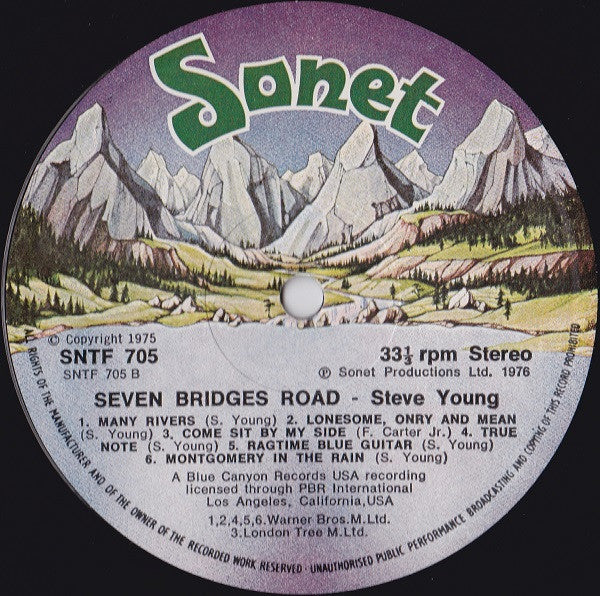 Sonet
© Copyright 1975
SNTF 705
SNTF 705 B
33⅓ rpm Stereo
℗ Sonet Productions Ltd. 1976
SEVEN BRIDGES ROAD - Steve Young
1. MANY RIVERS (S. Young) 2. LONESOME, ONRY AND MEAN
(S. Young) 3. COME SIT BY MY SIDE (F. Carter Jr.) 4. TRUE
NOTE (S. Young) 5. RAGTIME BLUE GUITAR (S. Young)
6. MONTGOMERY IN THE RAIN (S. Young)
A Blue Canyon Records USA recording
licensed through PBR International
Los Angeles, California,USA
1,2,4,5,6.Warner Bros.M.Ltd.
3.London Tree M.Ltd.
RIGHTS OF THE MANUFACTURER AND OF THE OWNER OF THE RECORDED WORK RESERVED · UNAUTHORISED PUBLIC PERFORMANCE BROADCASTING AND COPYING OF THIS RECORD PROHIBITED